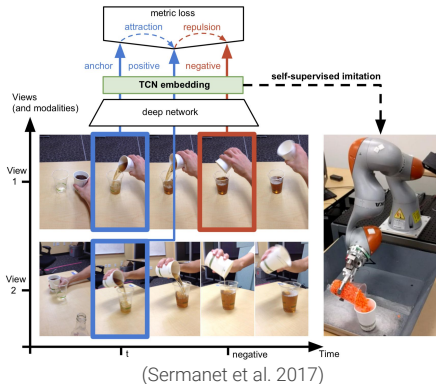 metric loss
attraction
repulsion
anchor
positive
negative
self-supervised imitation
TCN embedding
deep network
Views
(and modalities)
View
1
View
2
t
negative
Time
(Sermanet et al. 2017)